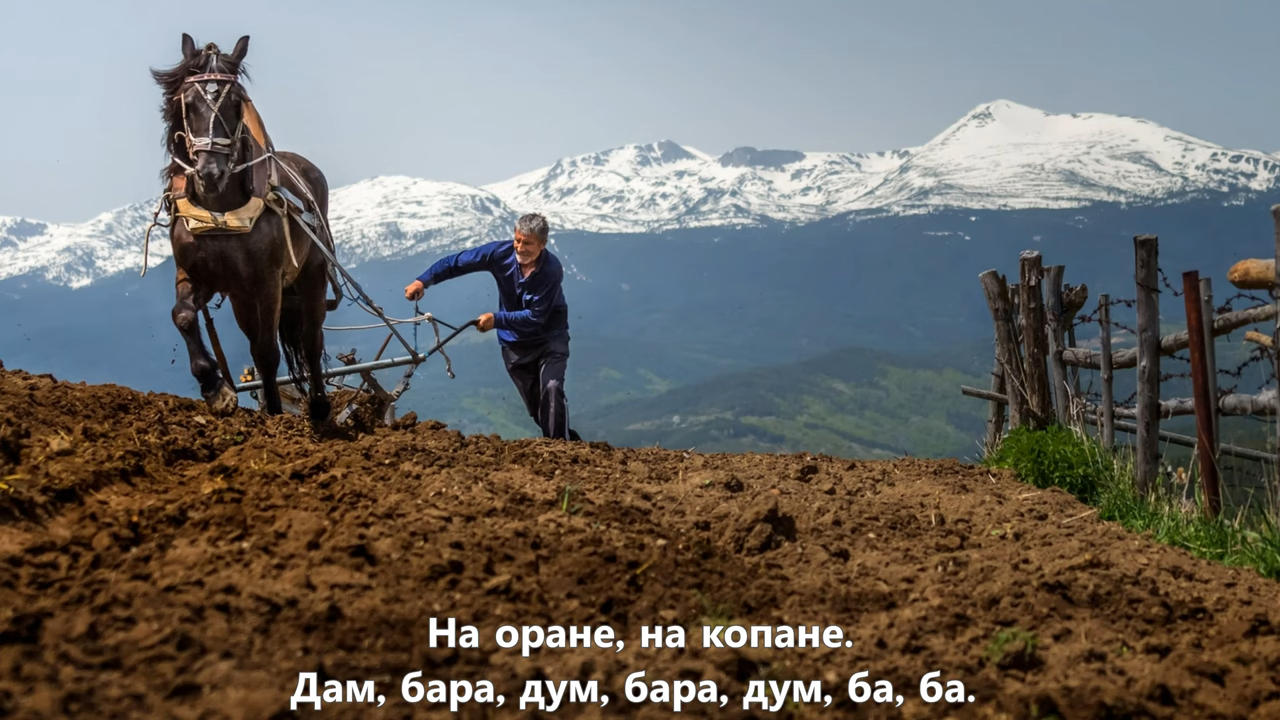 На оране, на копане.
Дам, бара, дум, бара, дум, ба, ба.